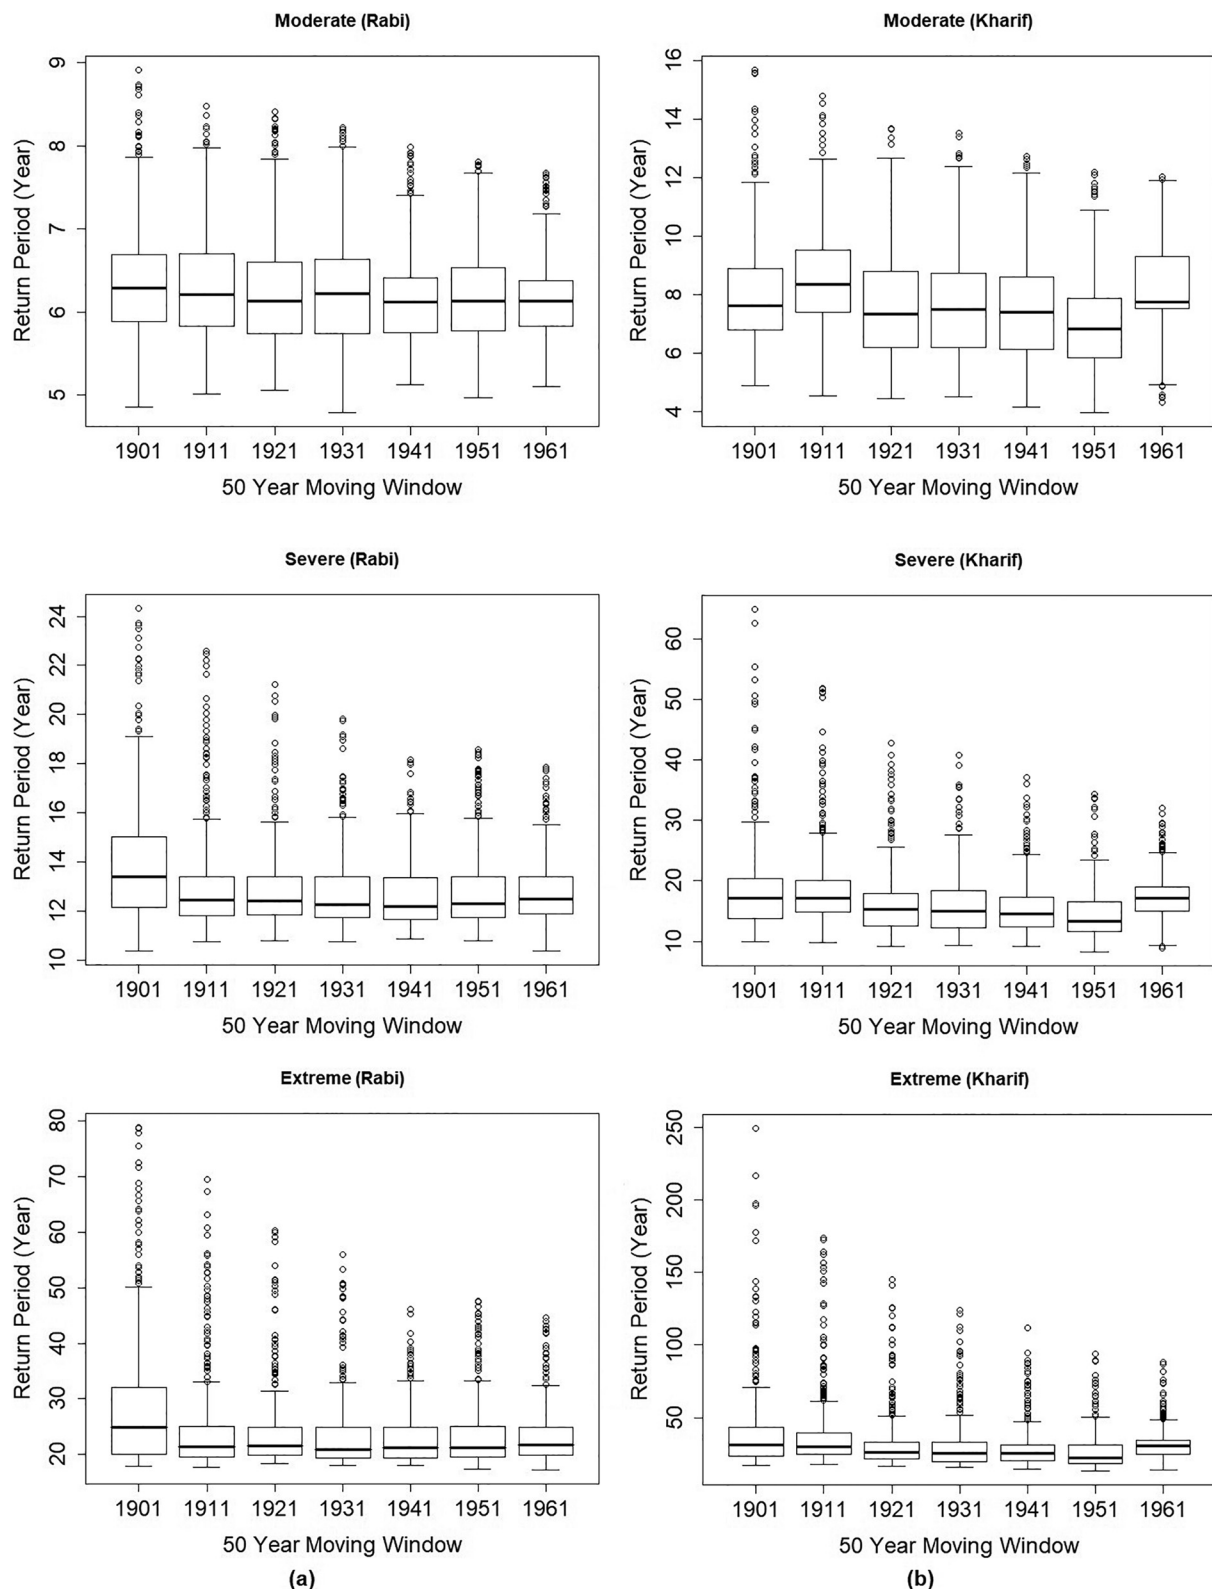 Moderate (Rabi)
Return Period (Year)
9
8
7
6
5
1901 1911 1921 1931 1941 1951 1961
50 Year Moving Window
Moderate (Kharif)
Return Period (Year)
16
14
12
10
8
6
4
1901 1911 1921 1931 1941 1951 1961
50 Year Moving Window
Severe (Rabi)
Return Period (Year)
24
22
20
18
16
14
12
10
1901 1911 1921 1931 1941 1951 1961
50 Year Moving Window
Severe (Kharif)
Return Period (Year)
60
50
40
30
20
10
1901 1911 1921 1931 1941 1951 1961
50 Year Moving Window
Extreme (Rabi)
Return Period (Year)
80
70
60
50
40
30
20
1901 1911 1921 1931 1941 1951 1961
50 Year Moving Window
(a)
Extreme (Kharif)
Return Period (Year)
250
200
150
100
50
1901 1911 1921 1931 1941 1951 1961
50 Year Moving Window
(b)